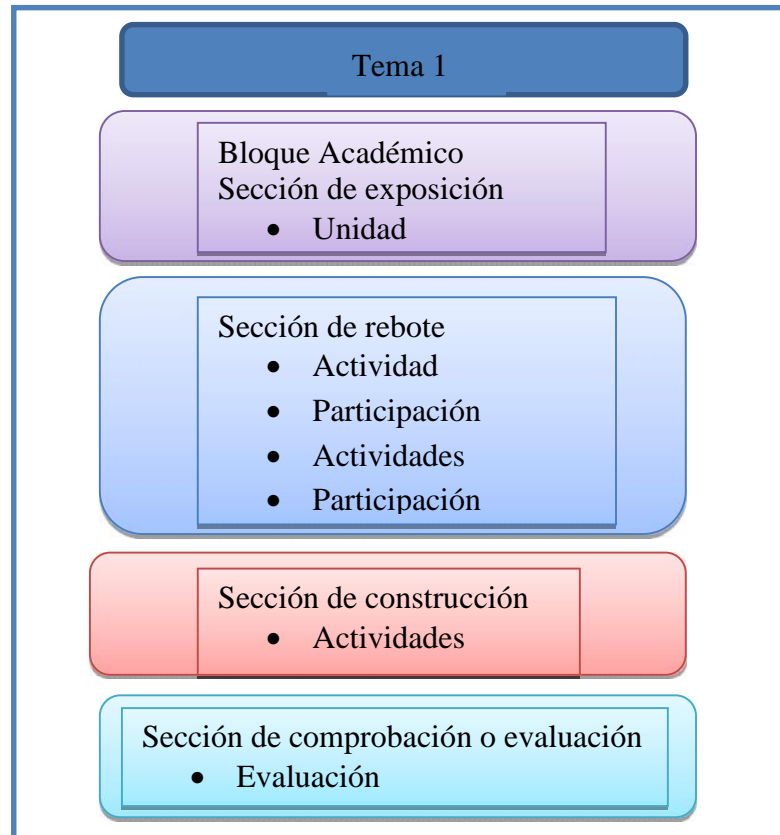 Tema 1
Bloque Académico
Sección de exposición
• Unidad
Sección de rebote
• Actividad
• Participación
• Actividades
• Participación
Sección de construcción
• Actividades
Sección de comprobación o evaluación
• Evaluación